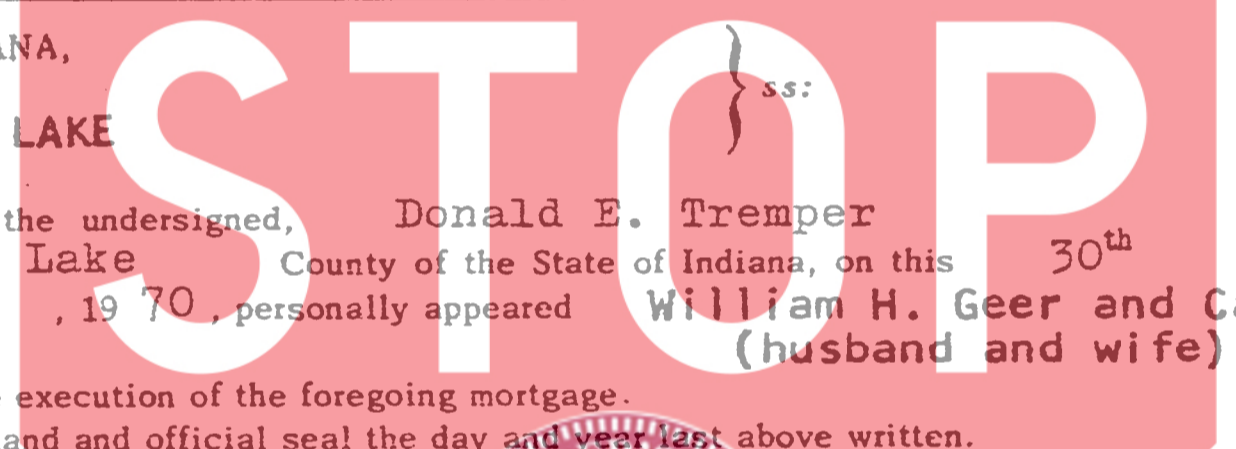 STOP
ANA,
ss:
LAKE
the undersigned, Donald E. Tremper
Lake County of the State of Indiana, on this 30th
, 19 70, personally appeared William H. Geer and
(husband and wife)
execution of the foregoing mortgage.
and and official seal the day and year last above written.